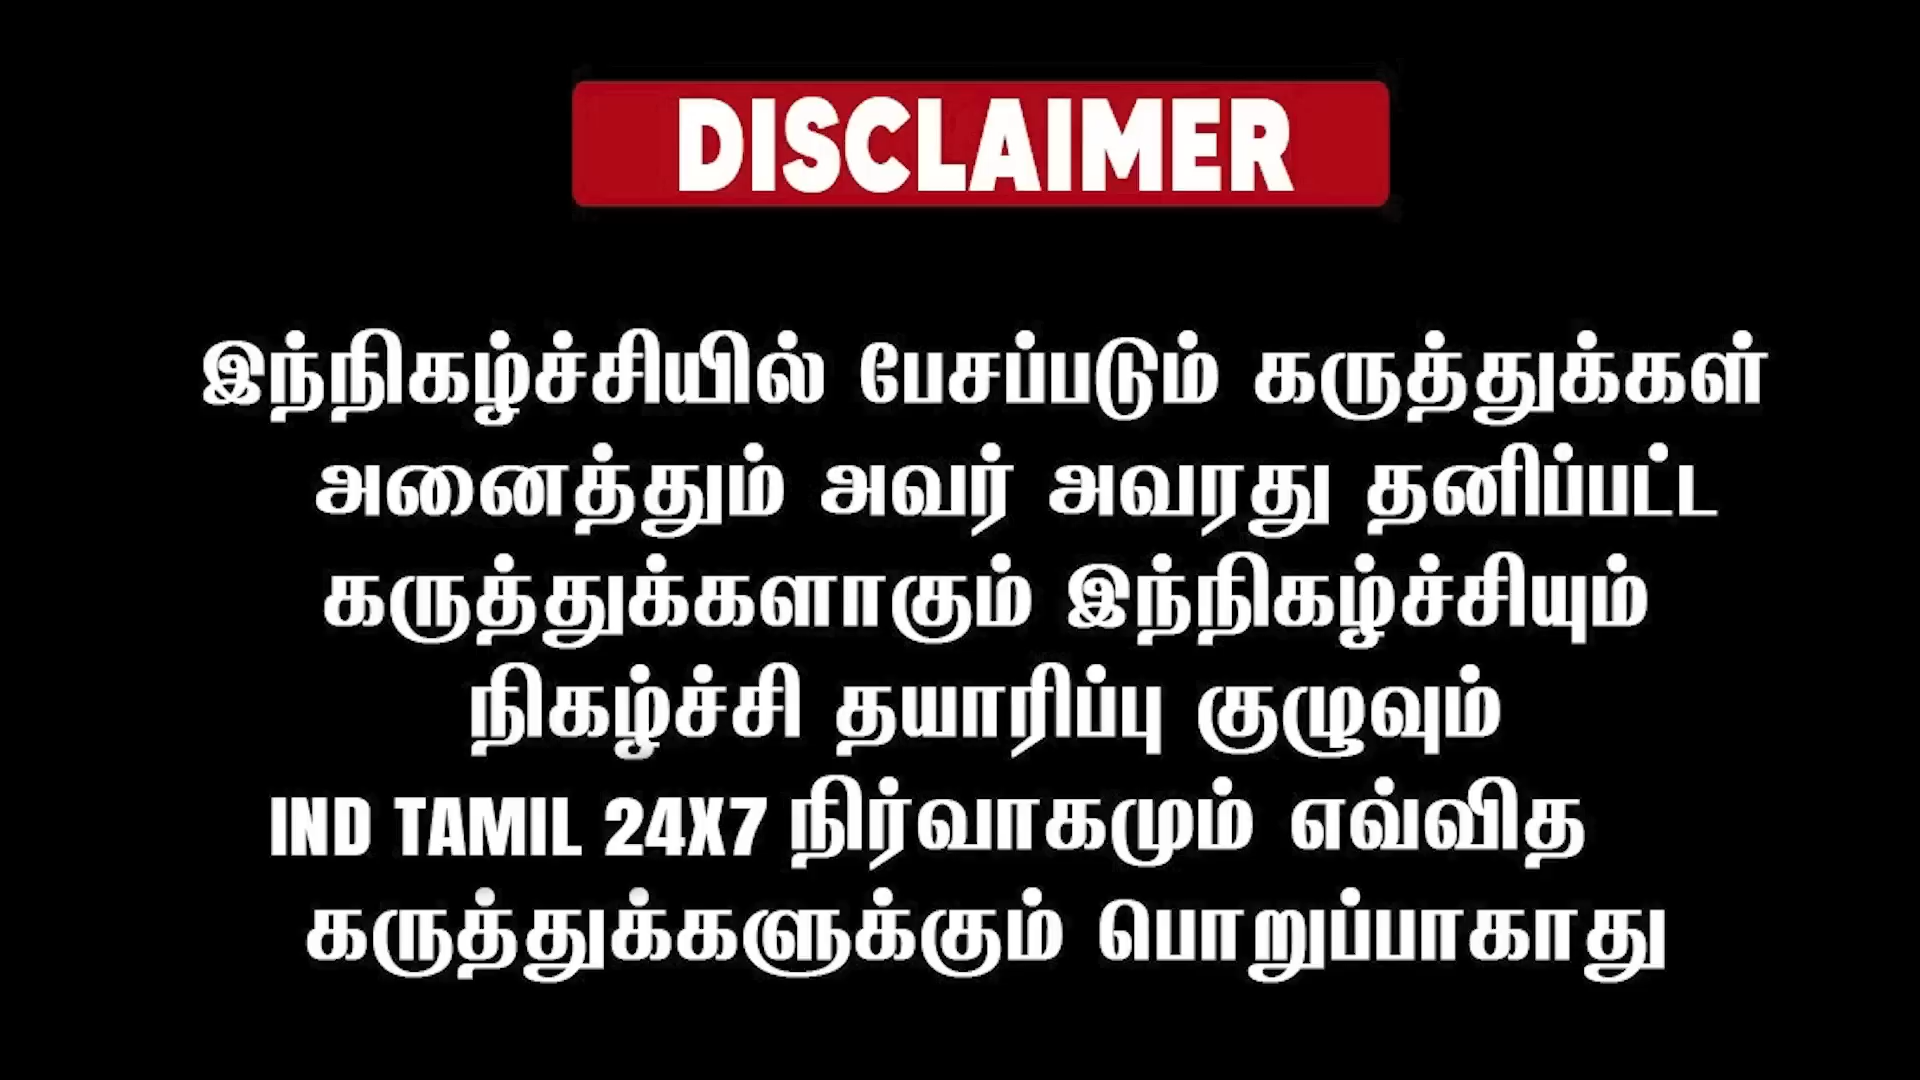 DISCLAIMER
இந்நிகழ்ச்சியில் பேசப்படும் கருத்துக்கள்
அனைத்தும் அவர் அவரது தனிப்பட்ட
கருத்துக்களாகும் இந்நிகழ்ச்சியும்
நிகழ்ச்சி தயாரிப்பு குழுவும்
IND TAMIL 24X7 நிர்வாகமும் எவ்வித
கருத்துக்களுக்கும் பொறுப்பாகாது